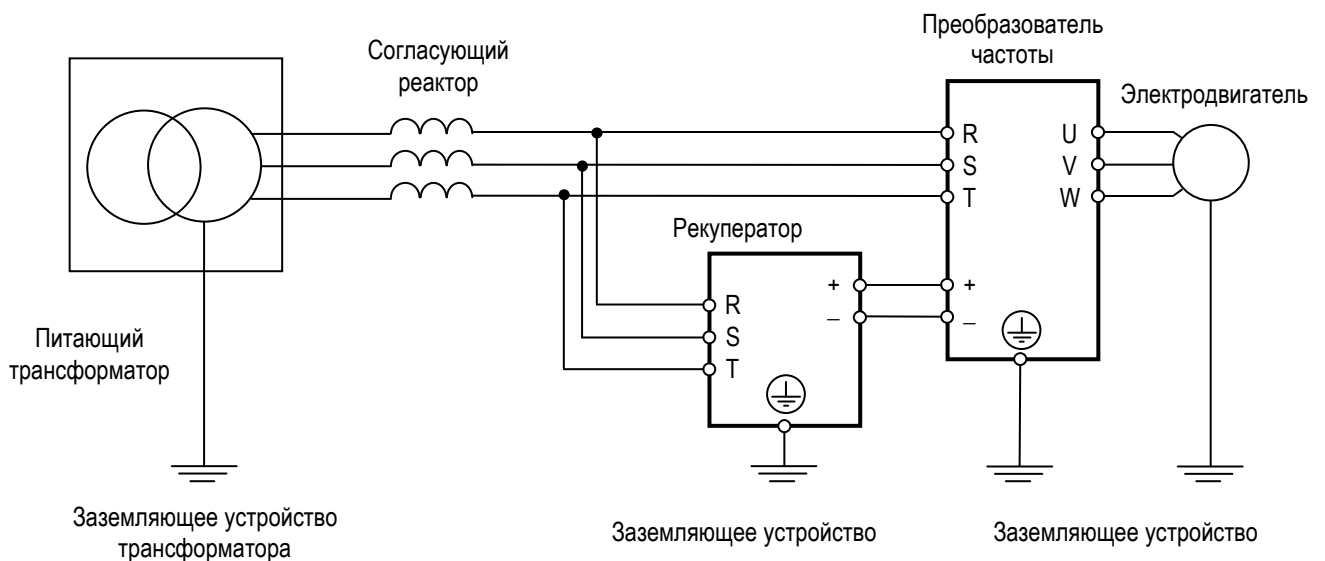 Преобразователь
частоты
Согласующий
реактор
Электродвигатель
R U
S V
T W
Рекуператор
+ +
R – –
S
T
Питающий
трансформатор
Заземляющее устройство
трансформатора
Заземляющее устройство
Заземляющее устройство